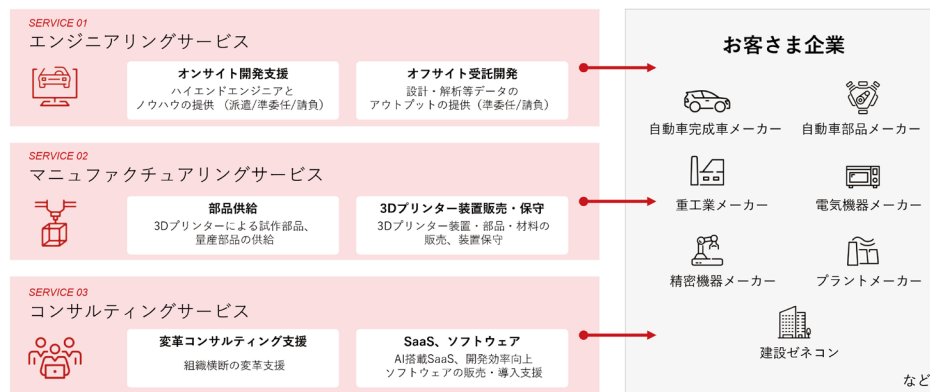 SERVICE 01
エンジニアリングサービス
オンサイト開発支援
ハイエンドエンジニアと
ノウハウの提供 （派遣/準委任/請負）
オフサイト受託開発
設計・解析等データの
アウトプットの提供（準委任/請負）
SERVICE 02
マニュファクチュアリングサービス
部品供給
3Dプリンターによる試作部品、
量産部品の供給
3Dプリンター装置販売・保守
3Dプリンター装置・部品・材料の
販売、装置保守
SERVICE 03
コンサルティングサービス
変革コンサルティング支援
組織横断の変革支援
SaaS、ソフトウェア
AI搭載SaaS、開発効率向上
ソフトウェアの販売・導入支援
お客さま企業
自動車完成車メーカー
自動車部品メーカー
重工業メーカー
電気機器メーカー
精密機器メーカー
プラントメーカー
建設ゼネコン
など